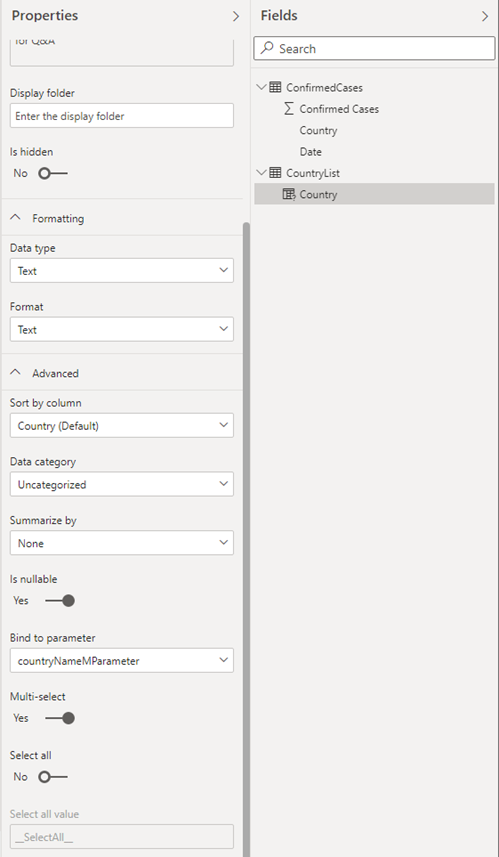 Properties
for Q&A
Display folder
Enter the display folder
Is hidden
No
Formatting
Data type
Text
Format
Text
Advanced
Sort by column
Country (Default)
Data category
Uncategorized
Summarize by
None
Is nullable
Yes
Bind to parameter
countryNameMParameter
Multi-select
Yes
Select all
No
Select all value
__SelectAll__
Fields
Search
ConfirmedCases
Confirmed Cases
Country
Date
CountryList
Country